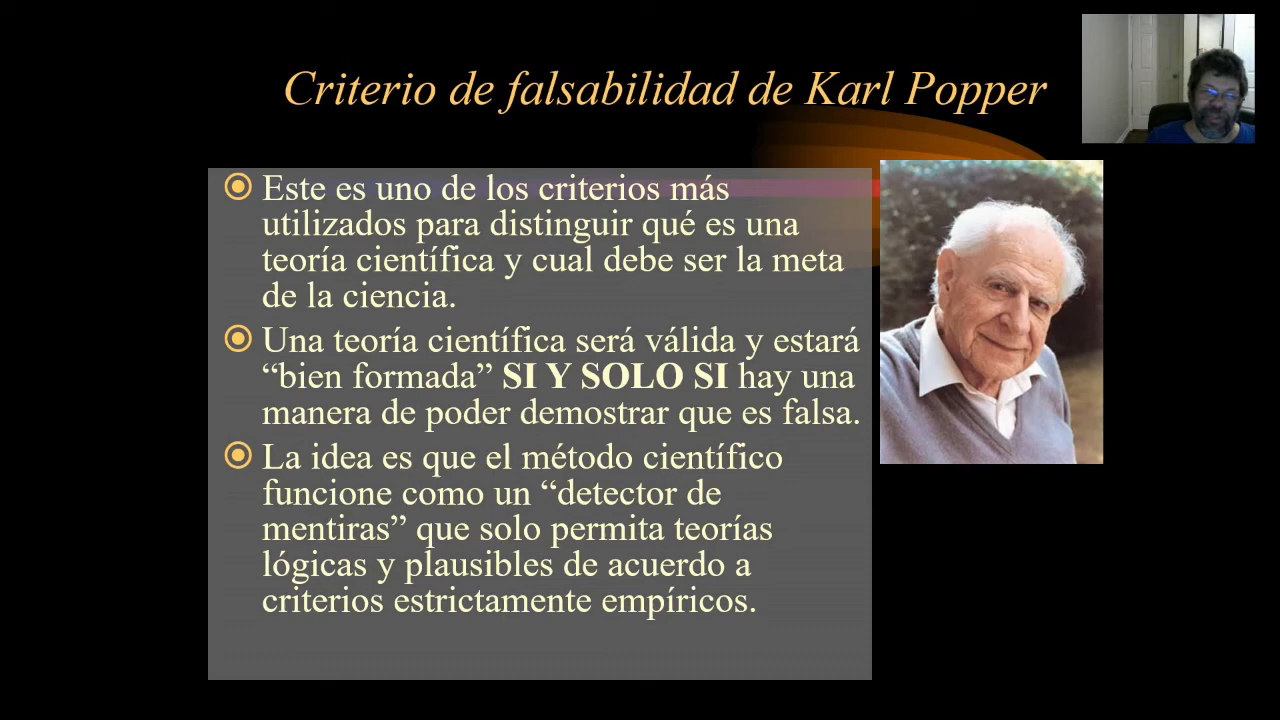 Criterio de falsabilidad de Karl Popper
Este es uno de los criterios más
utilizados para distinguir qué es una
teoría científica y cual debe ser la meta
de la ciencia.
Una teoría científica será válida y estará
“bien formada” SI Y SOLO SI hay una
manera de poder demostrar que es falsa.
La idea es que el método científico
funcione como un “detector de
mentiras” que solo permita teorías
lógicas y plausibles de acuerdo a
criterios estrictamente empíricos.